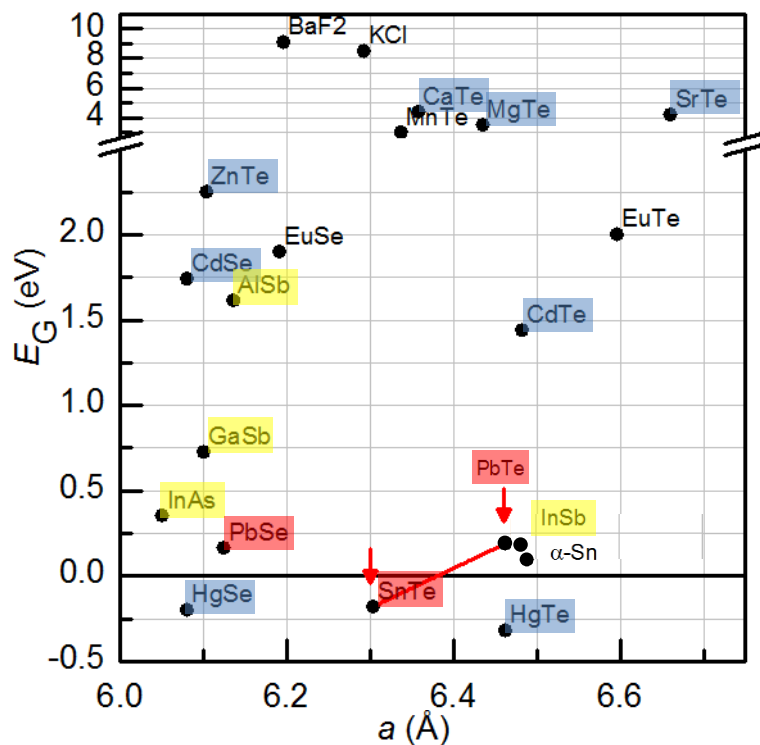 10
BaF2
KCl
8
6
CaTe
SrTe
4
MnTe
MgTe
ZnTe
EuSe
EuTe
2.0
CdSe
AlSb
CdTe
1.5
E_G (eV)
1.0
GaSb
PbTe
0.5
InAs
InSb
PbSe
α-Sn
0.0
HgSe
SnTe
HgTe
-0.5
6.0
6.2
6.4
6.6
a (Å)